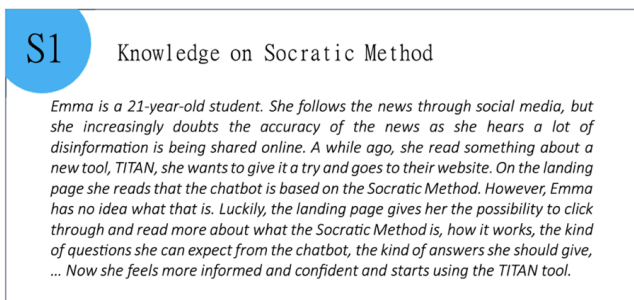 S1 Knowledge on Socratic Method
Emma is a 21-year-old student. She follows the news through social media, but
she increasingly doubts the accuracy of the news as she hears a lot of
disinformation is being shared online. A while ago, she read something about a
new tool, TITAN, she wants to give it a try and goes to their website. On the landing
page she reads that the chatbot is based on the Socratic Method. However, Emma
has no idea what that is. Luckily, the landing page gives her the possibility to click
through and read more about what the Socratic Method is, how it works, the kind
of questions she can expect from the chatbot, the kind of answers she should give,
... Now she feels more informed and confident and starts using the TITAN tool.